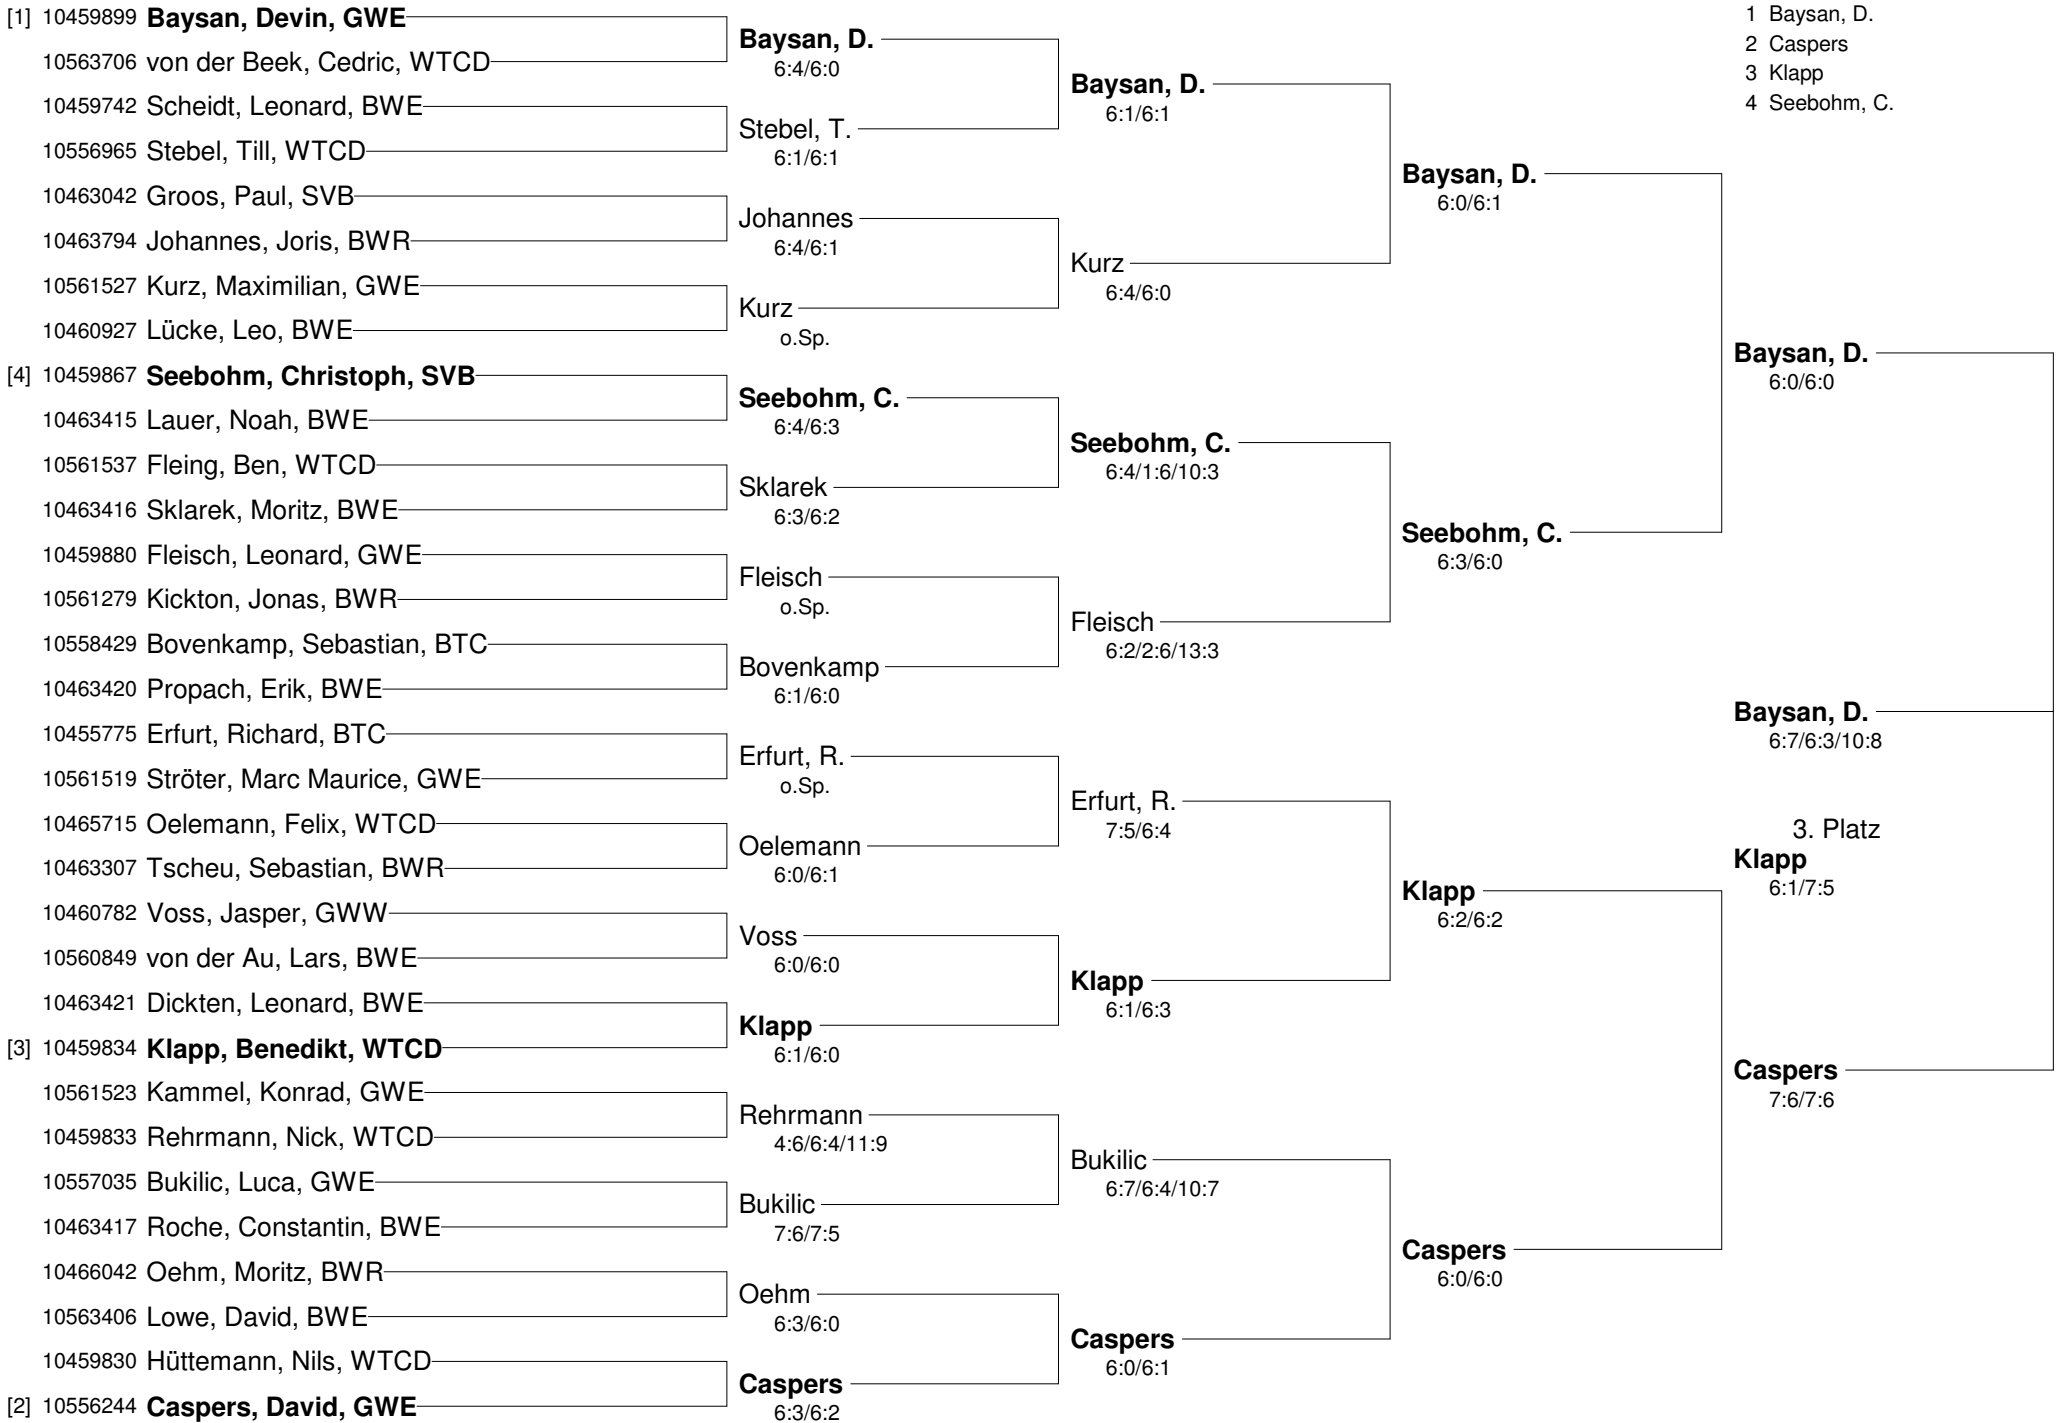 [1] 10459899 Baysan, Devin, GWE
10563706 von der Beek, Cedric, WTCD
10459742 Scheidt, Leonard, BWE
10556965 Stebel, Till, WTCD
10463042 Groos, Paul, SVB
10463794 Johannes, Joris, BWR
10561527 Kurz, Maximilian, GWE
10460927 Lücke, Leo, BWE
[4] 10459867 Seebohm, Christoph, SVB
10463415 Lauer, Noah, BWE
10561537 Fleing, Ben, WTCD
10463416 Sklarek, Moritz, BWE
10459880 Fleisch, Leonard, GWE
10561279 Kickton, Jonas, BWR
10558429 Bovenkamp, Sebastian, BTC
10463420 Propach, Erik, BWE
10455775 Erfurt, Richard, BTC
10561519 Ströter, Marc Maurice, GWE
10465715 Oelemann, Felix, WTCD
10463307 Tscheu, Sebastian, BWR
10460782 Voss, Jasper, GWW
10560849 von der Au, Lars, BWE
10463421 Dickten, Leonard, BWE
[3] 10459834 Klapp, Benedikt, WTCD
10561523 Kammel, Konrad, GWE
10459833 Rehrmann, Nick, WTCD
10557035 Bukilic, Luca, GWE
10463417 Roche, Constantin, BWE
10466042 Oehm, Moritz, BWR
10563406 Lowe, David, BWE
10459830 Hüttemann, Nils, WTCD
[2] 10556244 Caspers, David, GWE
Baysan, D.
6:4/6:0
Stebel, T.
6:1/6:1
Johannes
6:4/6:1
Kurz
o.Sp.
Seebohm, C.
6:4/6:3
Sklarek
6:3/6:2
Fleisch
o.Sp.
Bovenkamp
6:1/6:0
Erfurt, R.
o.Sp.
Oelemann
6:0/6:1
Voss
6:0/6:0
Klapp
6:1/6:0
Rehrmann
4:6/6:4/11:9
Bukilic
7:6/7:5
Oehm
6:3/6:0
Caspers
6:3/6:2
Baysan, D.
6:1/6:1
Kurz
6:4/6:0
Seebohm, C.
6:4/1:6/10:3
Fleisch
6:2/2:6/13:3
Erfurt, R.
7:5/6:4
Klapp
6:1/6:3
Bukilic
6:7/6:4/10:7
Caspers
6:0/6:1
Baysan, D.
6:0/6:1
Seebohm, C.
6:3/6:0
Klapp
6:2/6:2
Caspers
6:0/6:0
1 Baysan, D.
2 Caspers
3 Klapp
4 Seebohm, C.
Baysan, D.
6:0/6:0
Baysan, D.
6:7/6:3/10:8
3. Platz
Klapp
6:1/7:5
Caspers
7:6/7:6